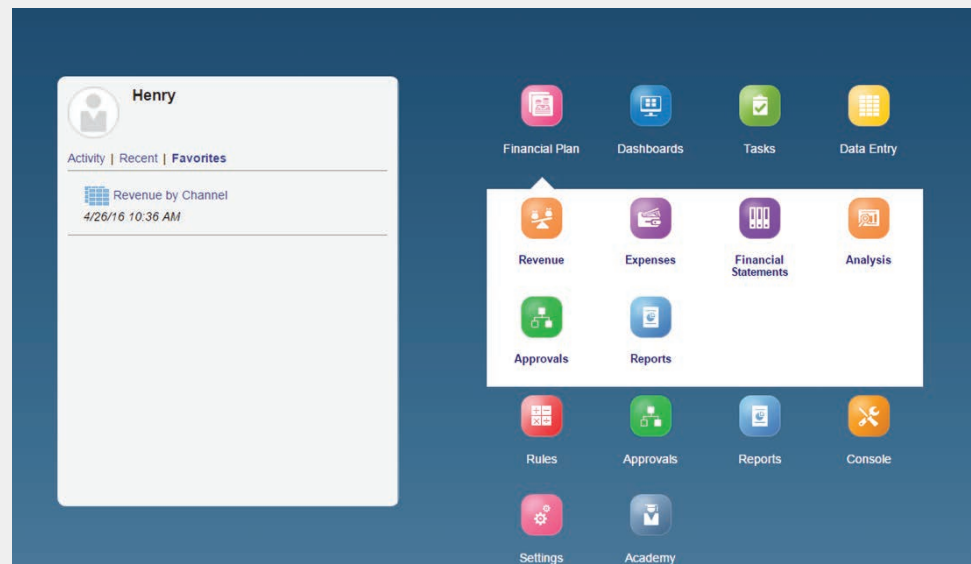 Henry
Activity | Recent | Favorites
Revenue by Channel
4/26/16 10:36 AM
Financial Plan
Dashboards
Tasks
Data Entry
Revenue
Expenses
Financial
Statements
Analysis
Approvals
Reports
Rules
Approvals
Reports
Console
Settings
Academy